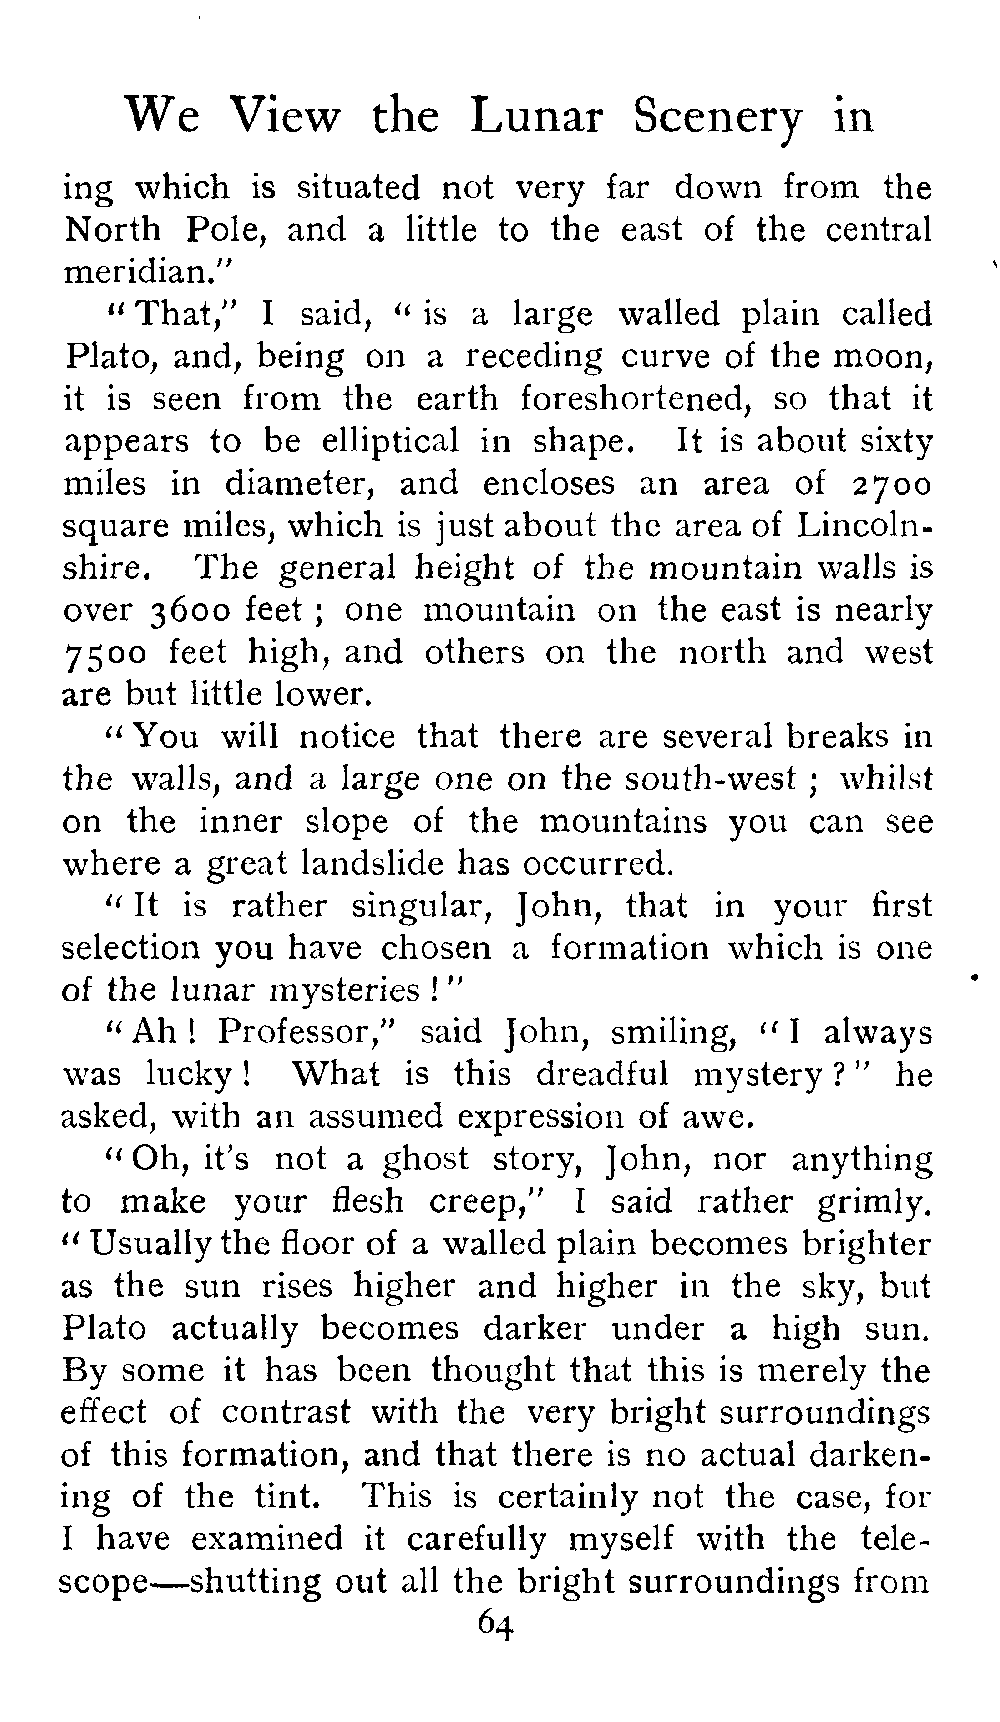 We View the Lunar Scenery in
ing which is situated not very far down from the
North Pole, and a little to the east of the central
meridian."
"That," I said, "is a large walled plain called
Plato, and, being on a receding curve of the moon,
it is seen from the earth foreshortened, so that it
appears to be elliptical in shape. It is about sixty
miles in diameter, and encloses an area of 2700
square miles, which is just about the area of Lincoln-
shire. The general height of the mountain walls is
over 3600 feet ; one mountain on the east is nearly
7500 feet high, and others on the north and west
are but little lower.
"You will notice that there are several breaks in
the walls, and a large one on the south-west ; whilst
on the inner slope of the mountains you can see
where a great landslide has occurred.
"It is rather singular, John, that in your first
selection you have chosen a formation which is one
of the lunar mysteries !"
"Ah ! Professor," said John, smiling, "I always
was lucky ! What is this dreadful mystery ?" he
asked, with an assumed expression of awe.
"Oh, it's not a ghost story, John, nor anything
to make your flesh creep," I said rather grimly.
"Usually the floor of a walled plain becomes brighter
as the sun rises higher and higher in the sky, but
Plato actually becomes darker under a high sun.
By some it has been thought that this is merely the
effect of contrast with the very bright surroundings
of this formation, and that there is no actual darken-
ing of the tint. This is certainly not the case, for
I have examined it carefully myself with the tele-
scope—shutting out all the bright surroundings from
64